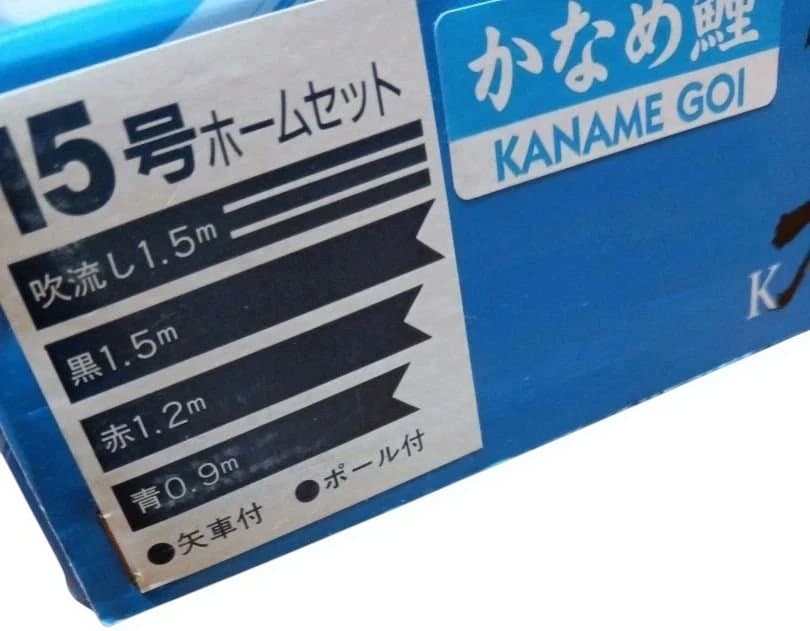 15号ホームセット
吹流し1.5m
黒1.5m
赤1.2m
青0.9m
●矢車付 ●ポール付
かなめ鯉
KANAME GOI
K